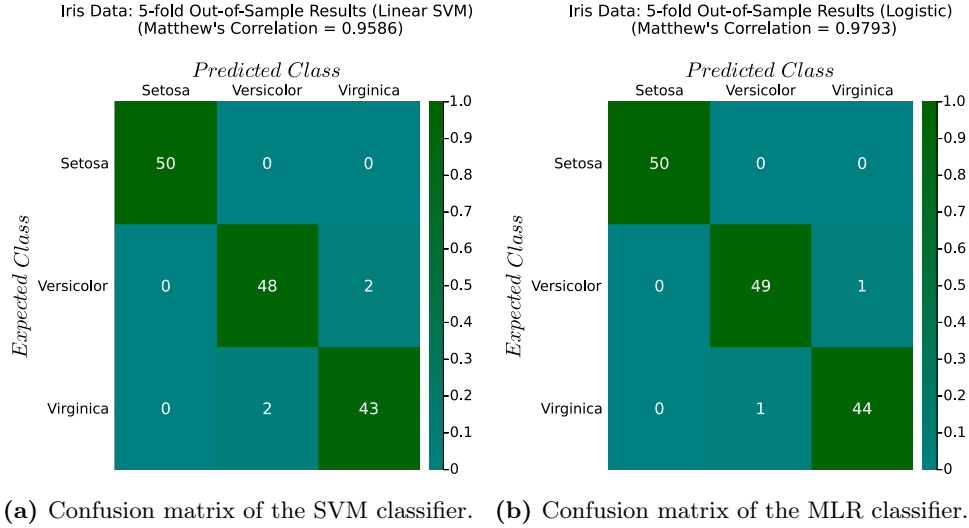 Iris Data: 5-fold Out-of-Sample Results (Linear SVM)
(Matthew's Correlation = 0.9586)
Predicted Class
Setosa Versicolor Virginica
Expected Class
Setosa 50 0 0
Versicolor 0 48 2
Virginica 0 2 43
1.0
0.9
0.8
0.7
0.6
0.5
0.4
0.3
0.2
0.1
0
(a) Confusion matrix of the SVM classifier.
Iris Data: 5-fold Out-of-Sample Results (Logistic)
(Matthew's Correlation = 0.9793)
Predicted Class
Setosa Versicolor Virginica
Expected Class
Setosa 50 0 0
Versicolor 0 49 1
Virginica 0 1 44
1.0
0.9
0.8
0.7
0.6
0.5
0.4
0.3
0.2
0.1
0
(b) Confusion matrix of the MLR classifier.